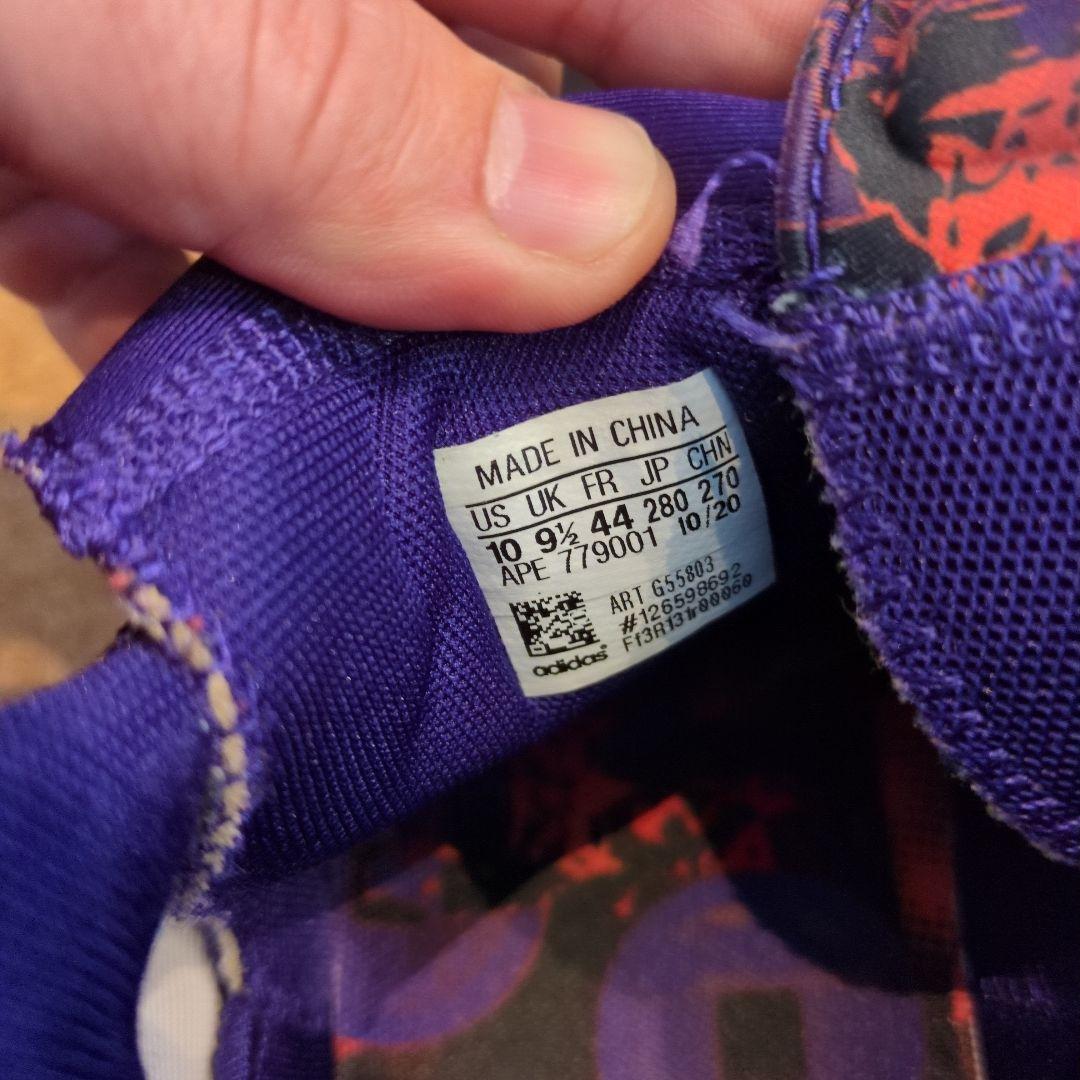 MADE IN CHINA
US UK FR JP CHN
10 9½ 44 280 270
APE 779001 10/20
ART G55803
#126598692
Ff3R131r00060
adidas